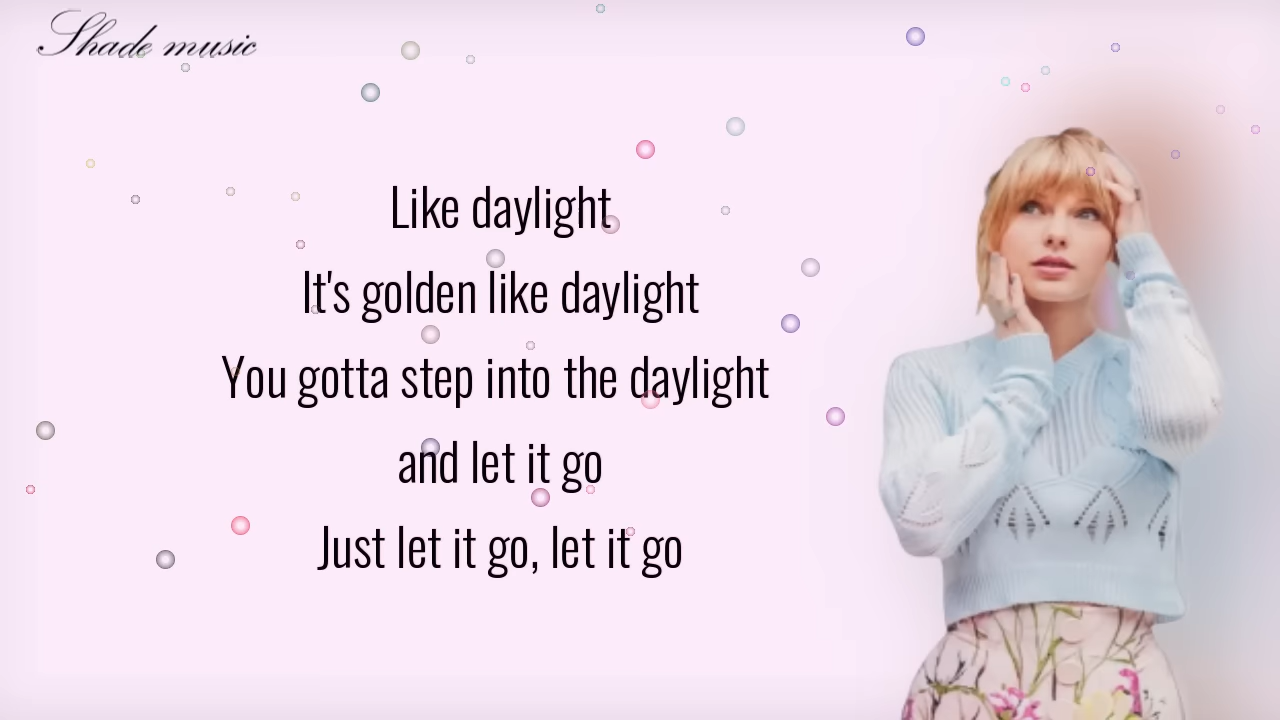 Shade music
Like daylight
It's golden like daylight
You gotta step into the daylight
and let it go
Just let it go, let it go